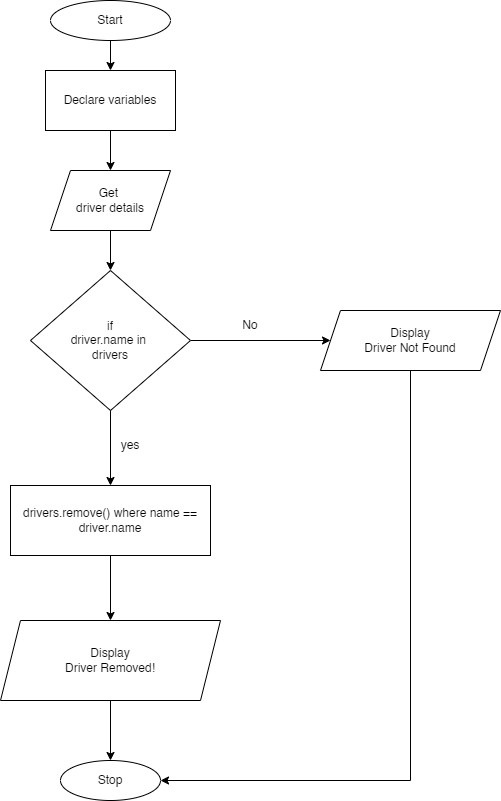 Start
Declare variables
Get
driver details
if
driver.name in
drivers
No
Display
Driver Not Found
yes
drivers.remove() where name ==
driver.name
Display
Driver Removed!
Stop